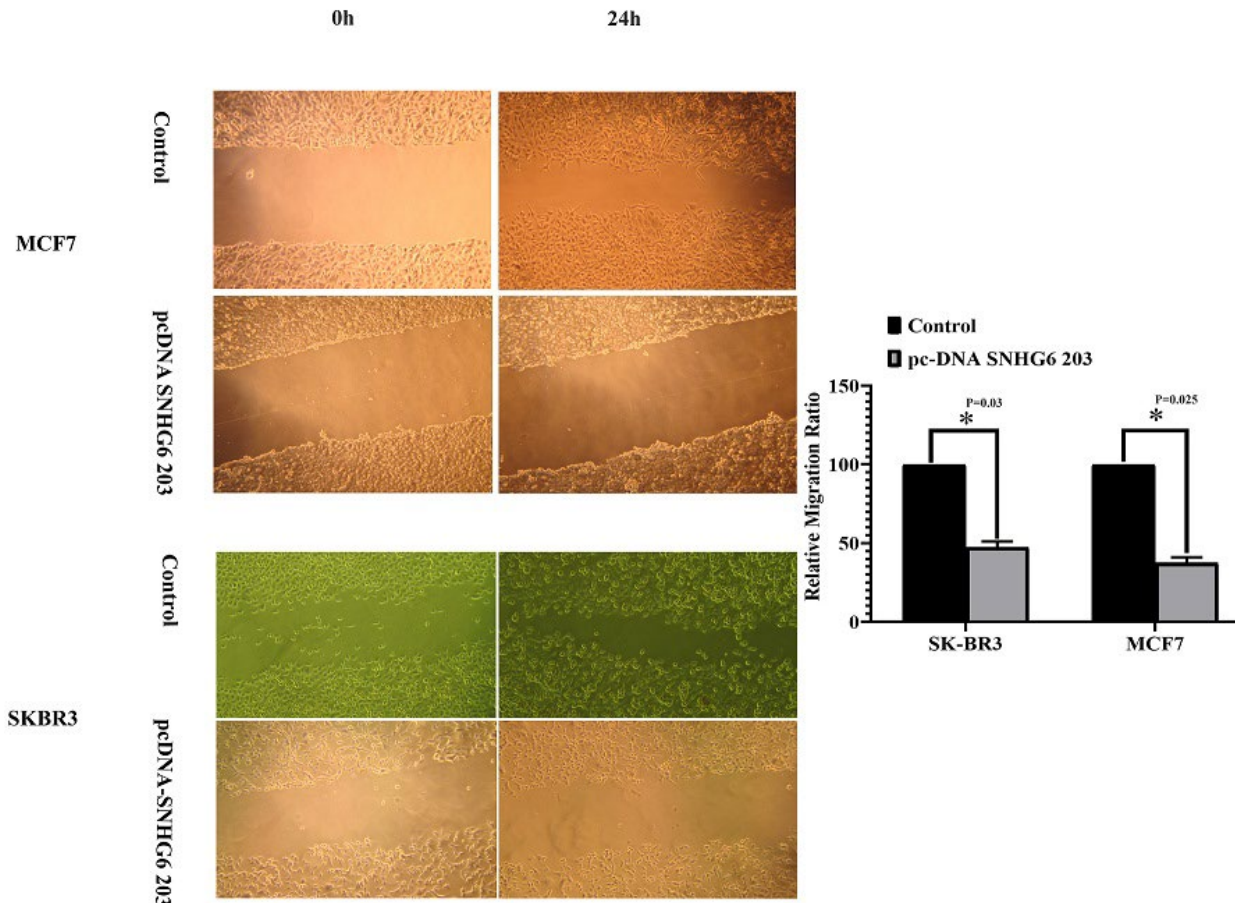 0h
24h
MCF7
Control
pcDNA SNHG6 203
SKBR3
Control
pcDNA-SNHG6 203
Control
pc-DNA SNHG6 203
Relative Migration Ratio
150
100
50
0
* P=0.03
* P=0.025
SK-BR3
MCF7